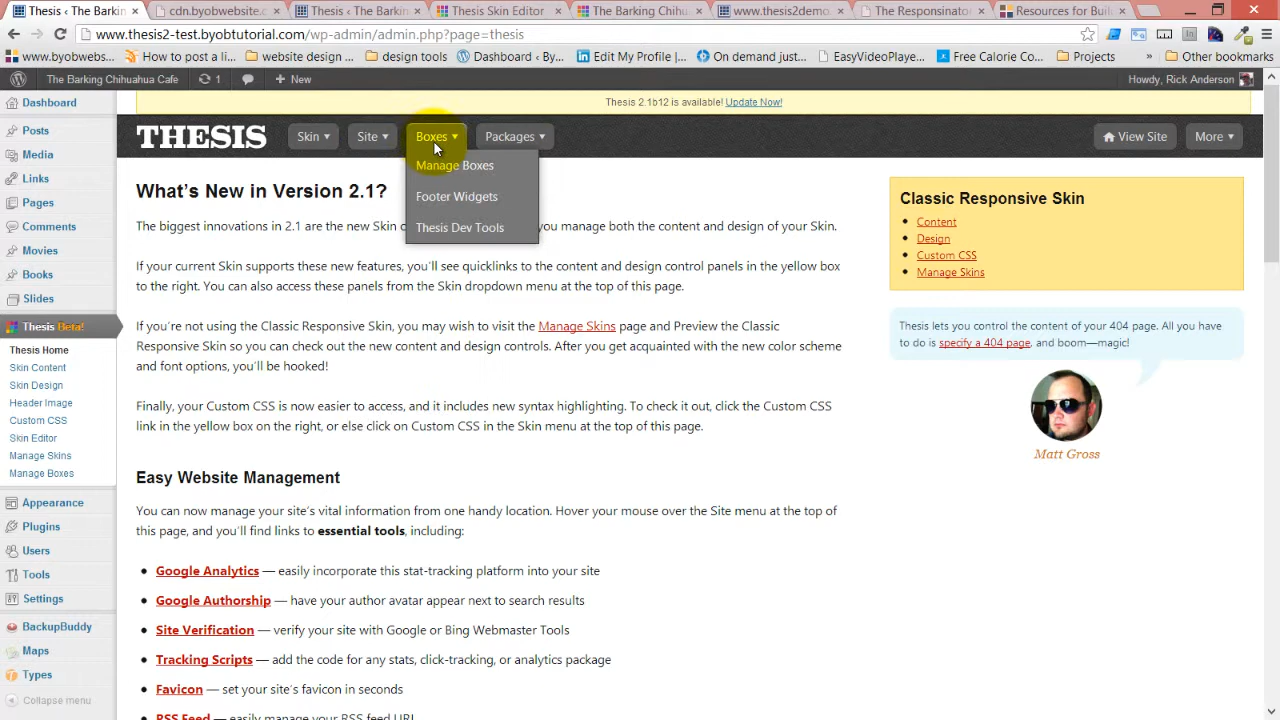 Thesis ‹ The Barkin
cdn.byobwebsite.c
Thesis ‹ The Barkin
Thesis Skin Editor
The Barking Chihu
www.thesis2demo.
The Responsinator
Resources for Buil
www.thesis2-test.byobtutorial.com/wp-admin/admin.php?page=thesis
www.byobwebs...
How to post a li...
website design ...
design tools
Dashboard ‹ By...
Edit My Profile |...
On demand just...
EasyVideoPlaye...
Free Calorie Co...
Projects
»
Other bookmarks
The Barking Chihuahua Cafe
1
+ New
Howdy, Rick Anderson
Thesis 2.1b12 is available! Update Now!
THESIS
Skin ▾
Site ▾
Boxes ▾
Packages ▾
View Site
More ▾
Manage Boxes
Footer Widgets
Thesis Dev Tools
Dashboard
Posts
Media
Links
Pages
Comments
Movies
Books
Slides
Thesis Beta!
Thesis Home
Skin Content
Skin Design
Header Image
Custom CSS
Skin Editor
Manage Skins
Manage Boxes
Appearance
Plugins
Users
Tools
Settings
BackupBuddy
Maps
Types
Collapse menu
What's New in Version 2.1?
The biggest innovations in 2.1 are the new Skin c you manage both the content and design of your Skin.
If your current Skin supports these new features, you'll see quicklinks to the content and design control panels in the yellow box
to the right. You can also access these panels from the Skin dropdown menu at the top of this page.
If you're not using the Classic Responsive Skin, you may wish to visit the Manage Skins page and Preview the Classic
Responsive Skin so you can check out the new content and design controls. After you get acquainted with the new color scheme
and font options, you'll be hooked!
Finally, your Custom CSS is now easier to access, and it includes new syntax highlighting. To check it out, click the Custom CSS
link in the yellow box on the right, or else click on Custom CSS in the Skin menu at the top of this page.
Easy Website Management
You can now manage your site's vital information from one handy location. Hover your mouse over the Site menu at the top of
this page, and you'll find links to essential tools, including:
• Google Analytics — easily incorporate this stat-tracking platform into your site
• Google Authorship — have your author avatar appear next to search results
• Site Verification — verify your site with Google or Bing Webmaster Tools
• Tracking Scripts — add the code for any stats, click-tracking, or analytics package
• Favicon — set your site's favicon in seconds
• RSS Feed — easily manage your RSS feed URL
Classic Responsive Skin
• Content
• Design
• Custom CSS
• Manage Skins
Thesis lets you control the content of your 404 page. All you have
to do is specify a 404 page, and boom—magic!
Matt Gross